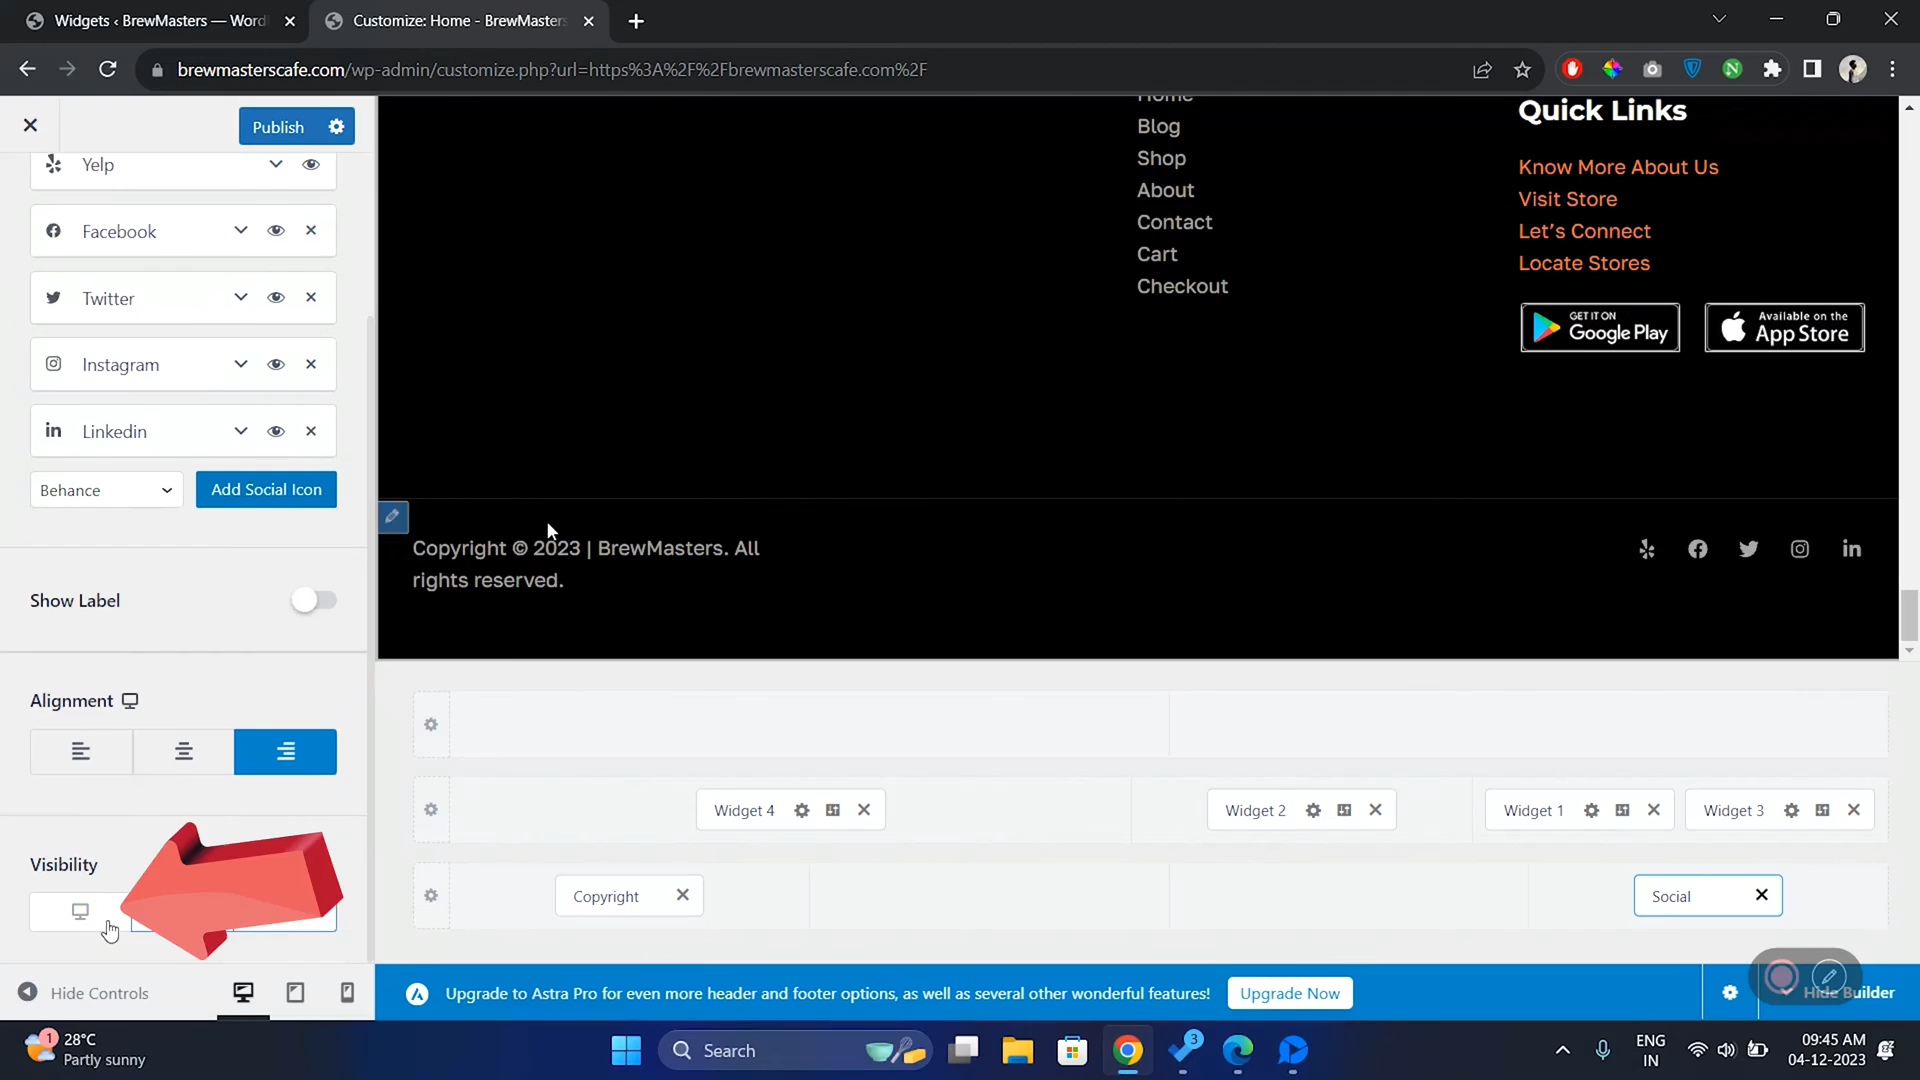 Widgets ‹ BrewMasters — Word
Customize: Home - BrewMasters
brewmasterscafe.com/wp-admin/customize.php?url=https%3A%2F%2Fbrewmasterscafe.com%2F
Publish
Yelp
Facebook
Twitter
Instagram
Linkedin
Behance
Add Social Icon
Show Label
Alignment
Visibility
Hide Controls
Home
Blog
Shop
About
Contact
Cart
Checkout
Quick Links
Know More About Us
Visit Store
Let's Connect
Locate Stores
GET IT ON
Google Play
Available on the
App Store
Copyright © 2023 | BrewMasters. All
rights reserved.
Widget 4
Widget 2
Widget 1
Widget 3
Copyright
Social
Upgrade to Astra Pro for even more header and footer options, as well as several other wonderful features!
Upgrade Now
Hide Builder
1
28°C
Partly sunny
Search
3
ENG
IN
09:45 AM
04-12-2023